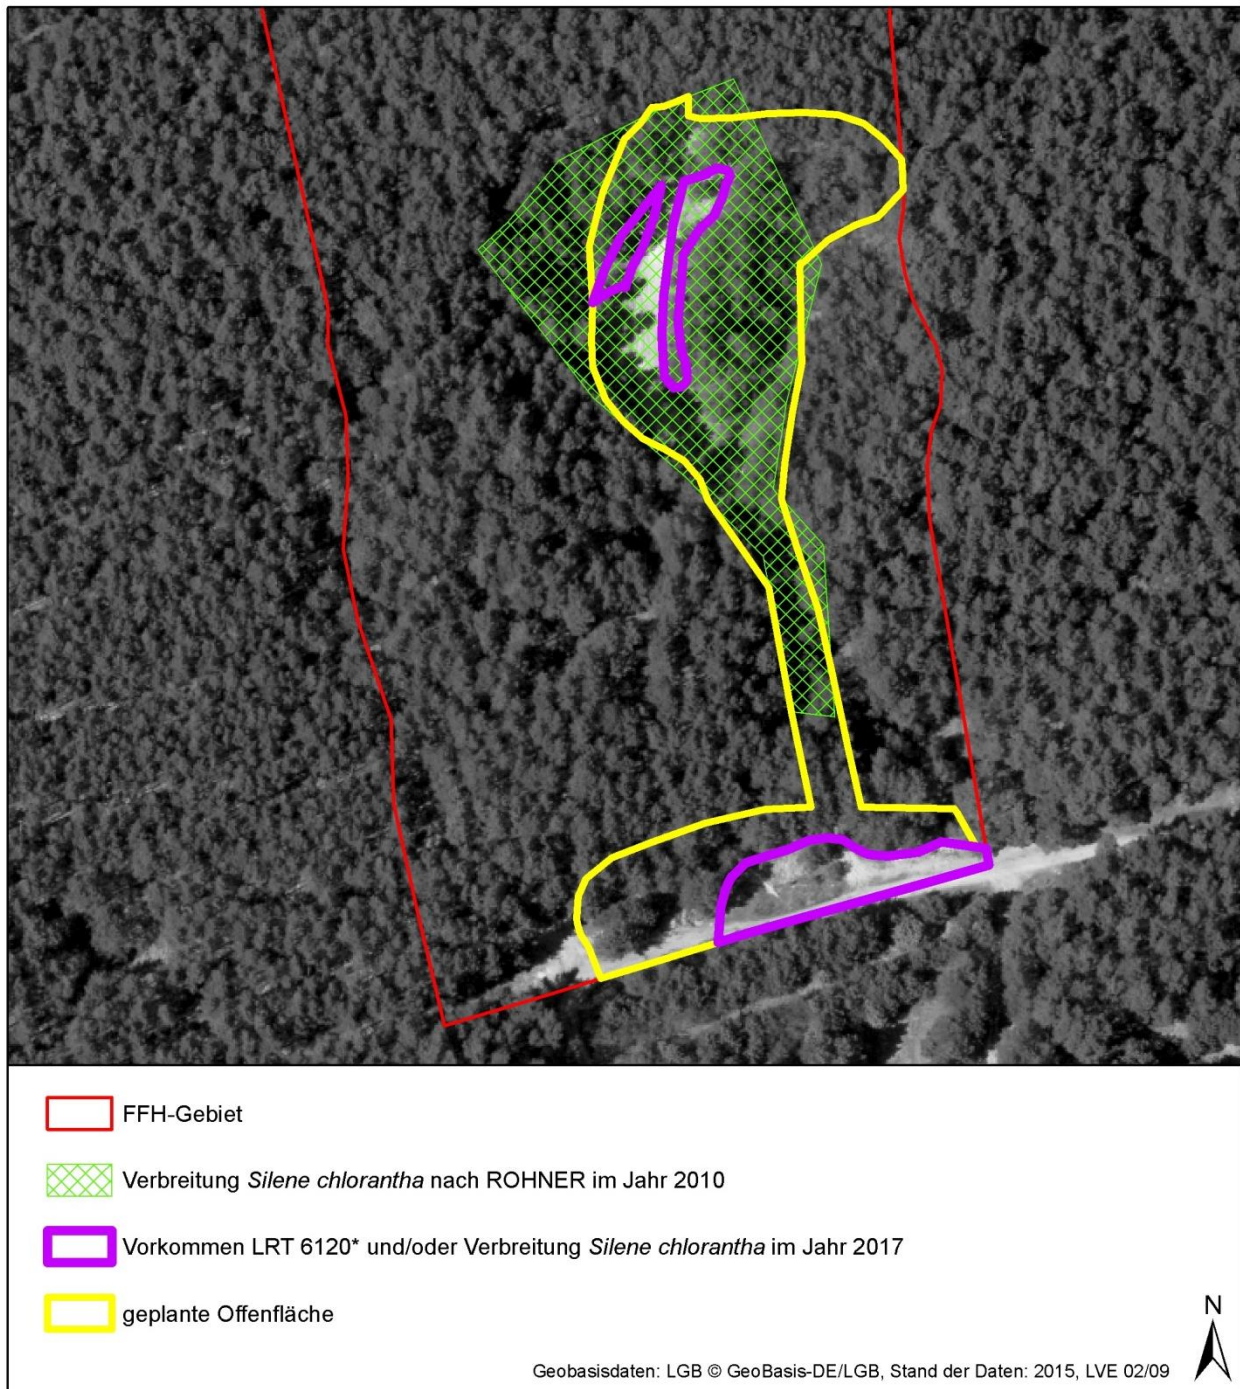 FFH-Gebiet
Verbreitung Silene chlorantha nach ROHNER im Jahr 2010
Vorkommen LRT 6120* und/oder Verbreitung Silene chlorantha im Jahr 2017
geplante Offenfläche
N
Geobasisdaten: LGB © GeoBasis-DE/LGB, Stand der Daten: 2015, LVE 02/09